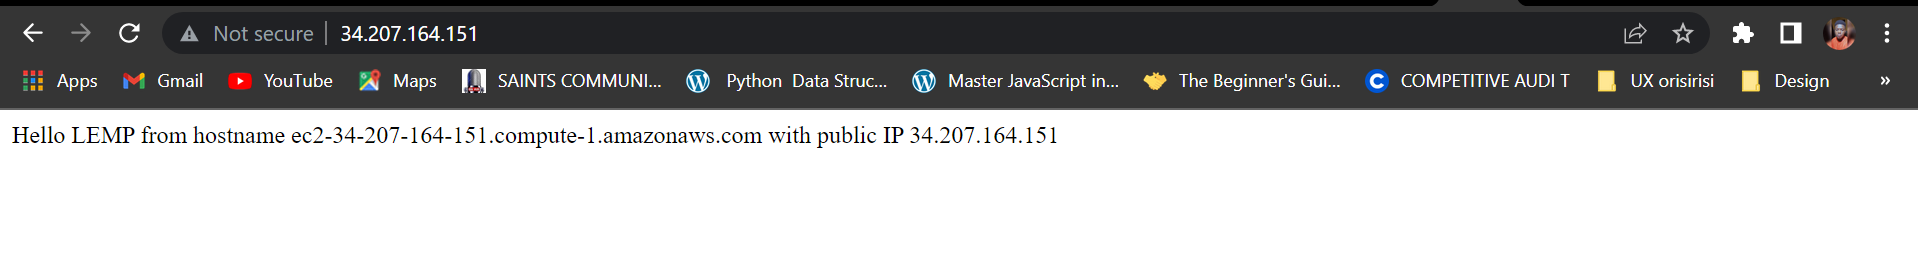 Not secure 34.207.164.151
Apps Gmail YouTube Maps SAINTS COMMUNI... Python Data Struc... Master JavaScript in... The Beginner's Gui... COMPETITIVE AUDI T UX orisirisi Design »
Hello LEMP from hostname ec2-34-207-164-151.compute-1.amazonaws.com with public IP 34.207.164.151